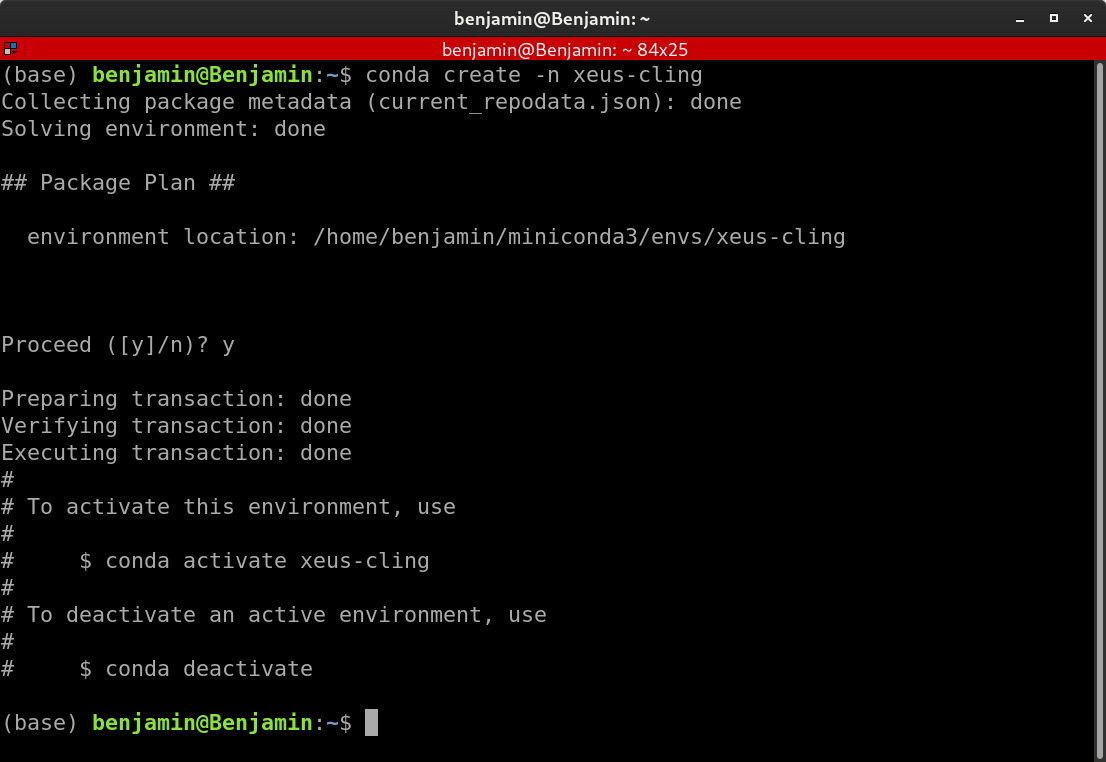 benjamin@Benjamin: ~
benjamin@Benjamin: ~ 84x25
(base) benjamin@Benjamin:~$ conda create -n xeus-cling
Collecting package metadata (current_repodata.json): done
Solving environment: done
## Package Plan ##
environment location: /home/benjamin/miniconda3/envs/xeus-cling
Proceed ([y]/n)? y
Preparing transaction: done
Verifying transaction: done
Executing transaction: done
#
# To activate this environment, use
#
#     $ conda activate xeus-cling
#
# To deactivate an active environment, use
#
#     $ conda deactivate
(base) benjamin@Benjamin:~$